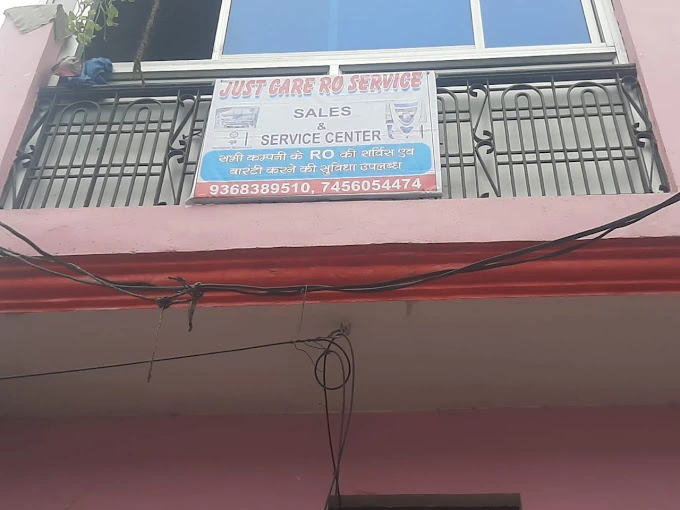 JUST CARE RO SERVICE
SALES
&
SERVICE CENTER
सभी कम्पनी के RO की सर्विस एव
वारंटी करने की सुविधा उपलब्ध
9368389510, 7456054474